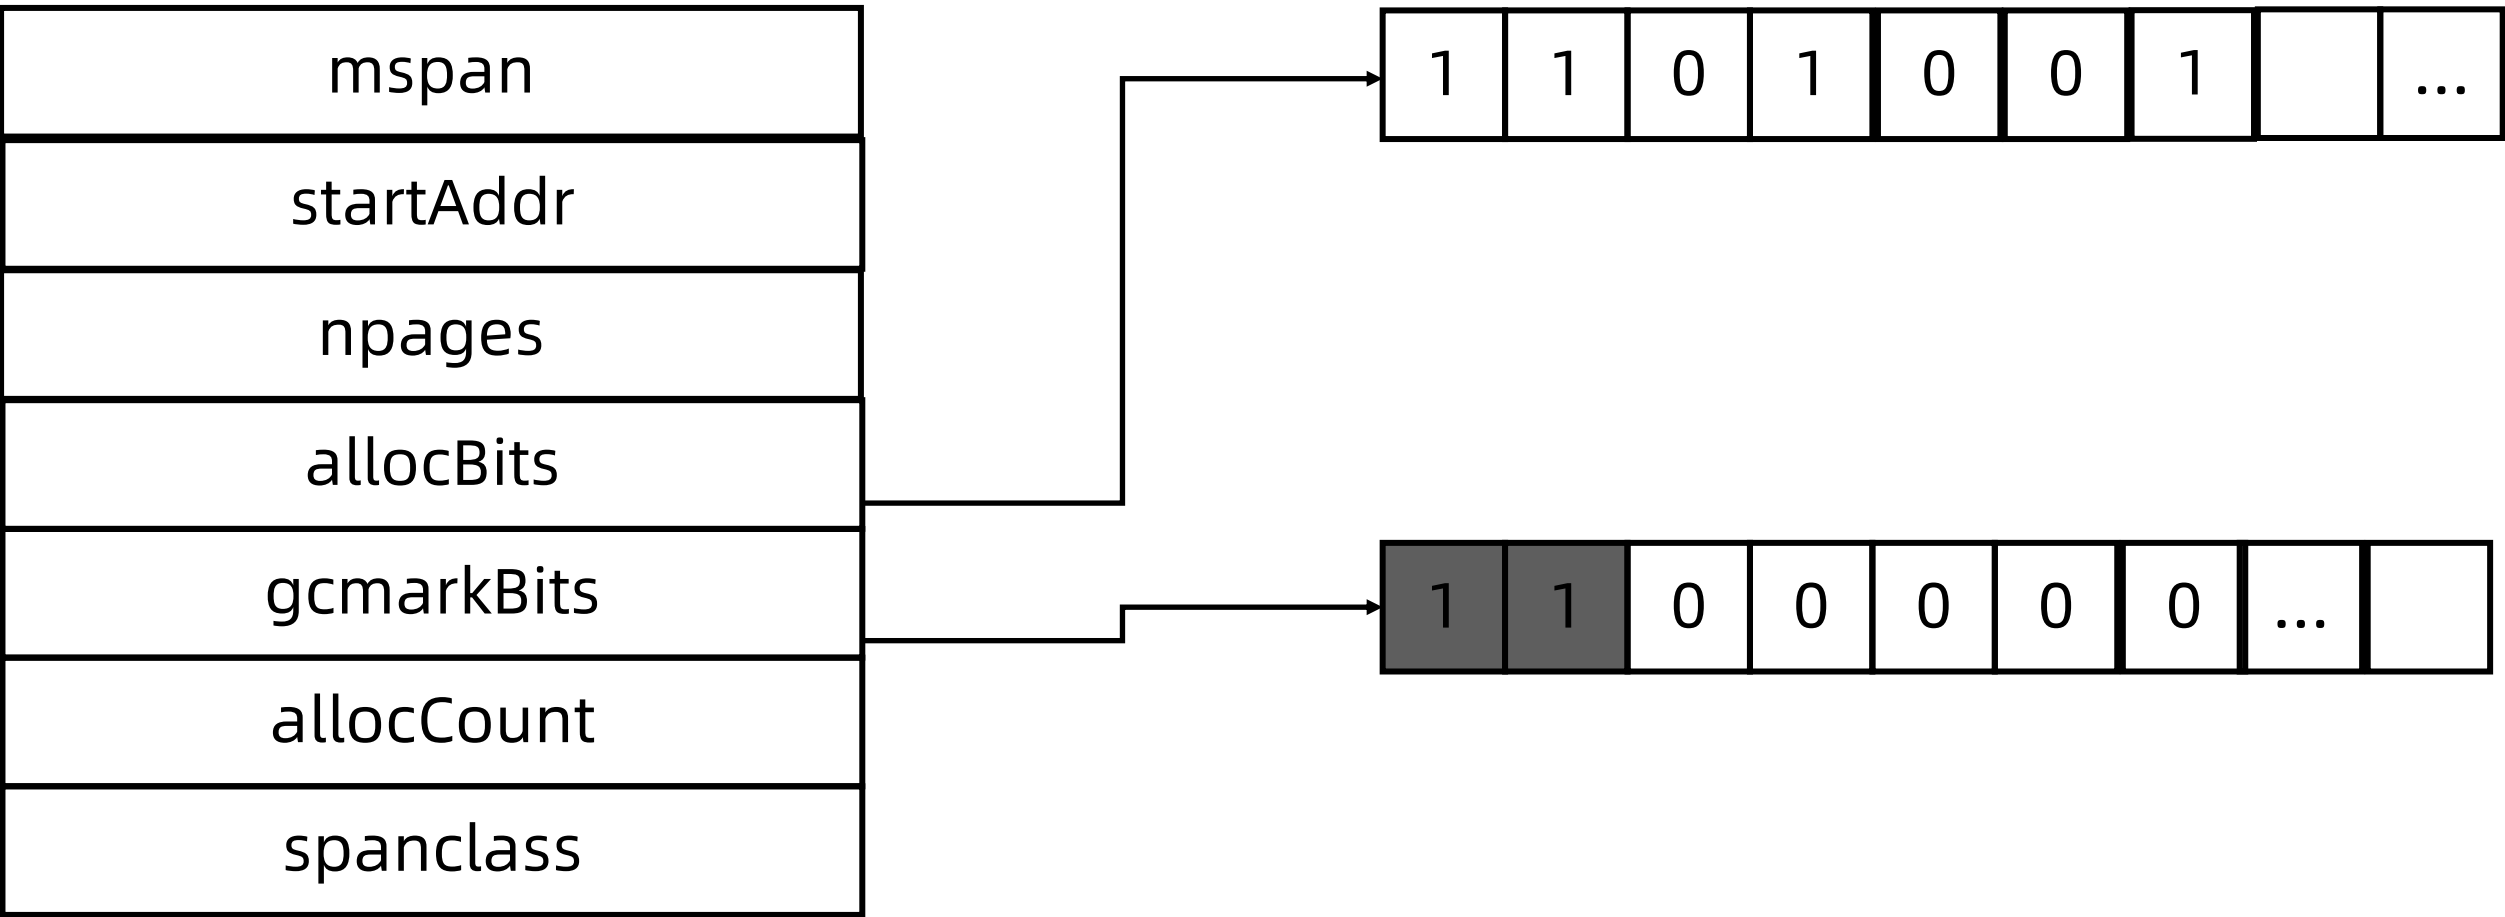 mspan
startAddr
npages
allocBits
gcmarkBits
allocCount
spanclass
1 1 0 1 0 0 1 ...
1 1 0 0 0 0 0 ...